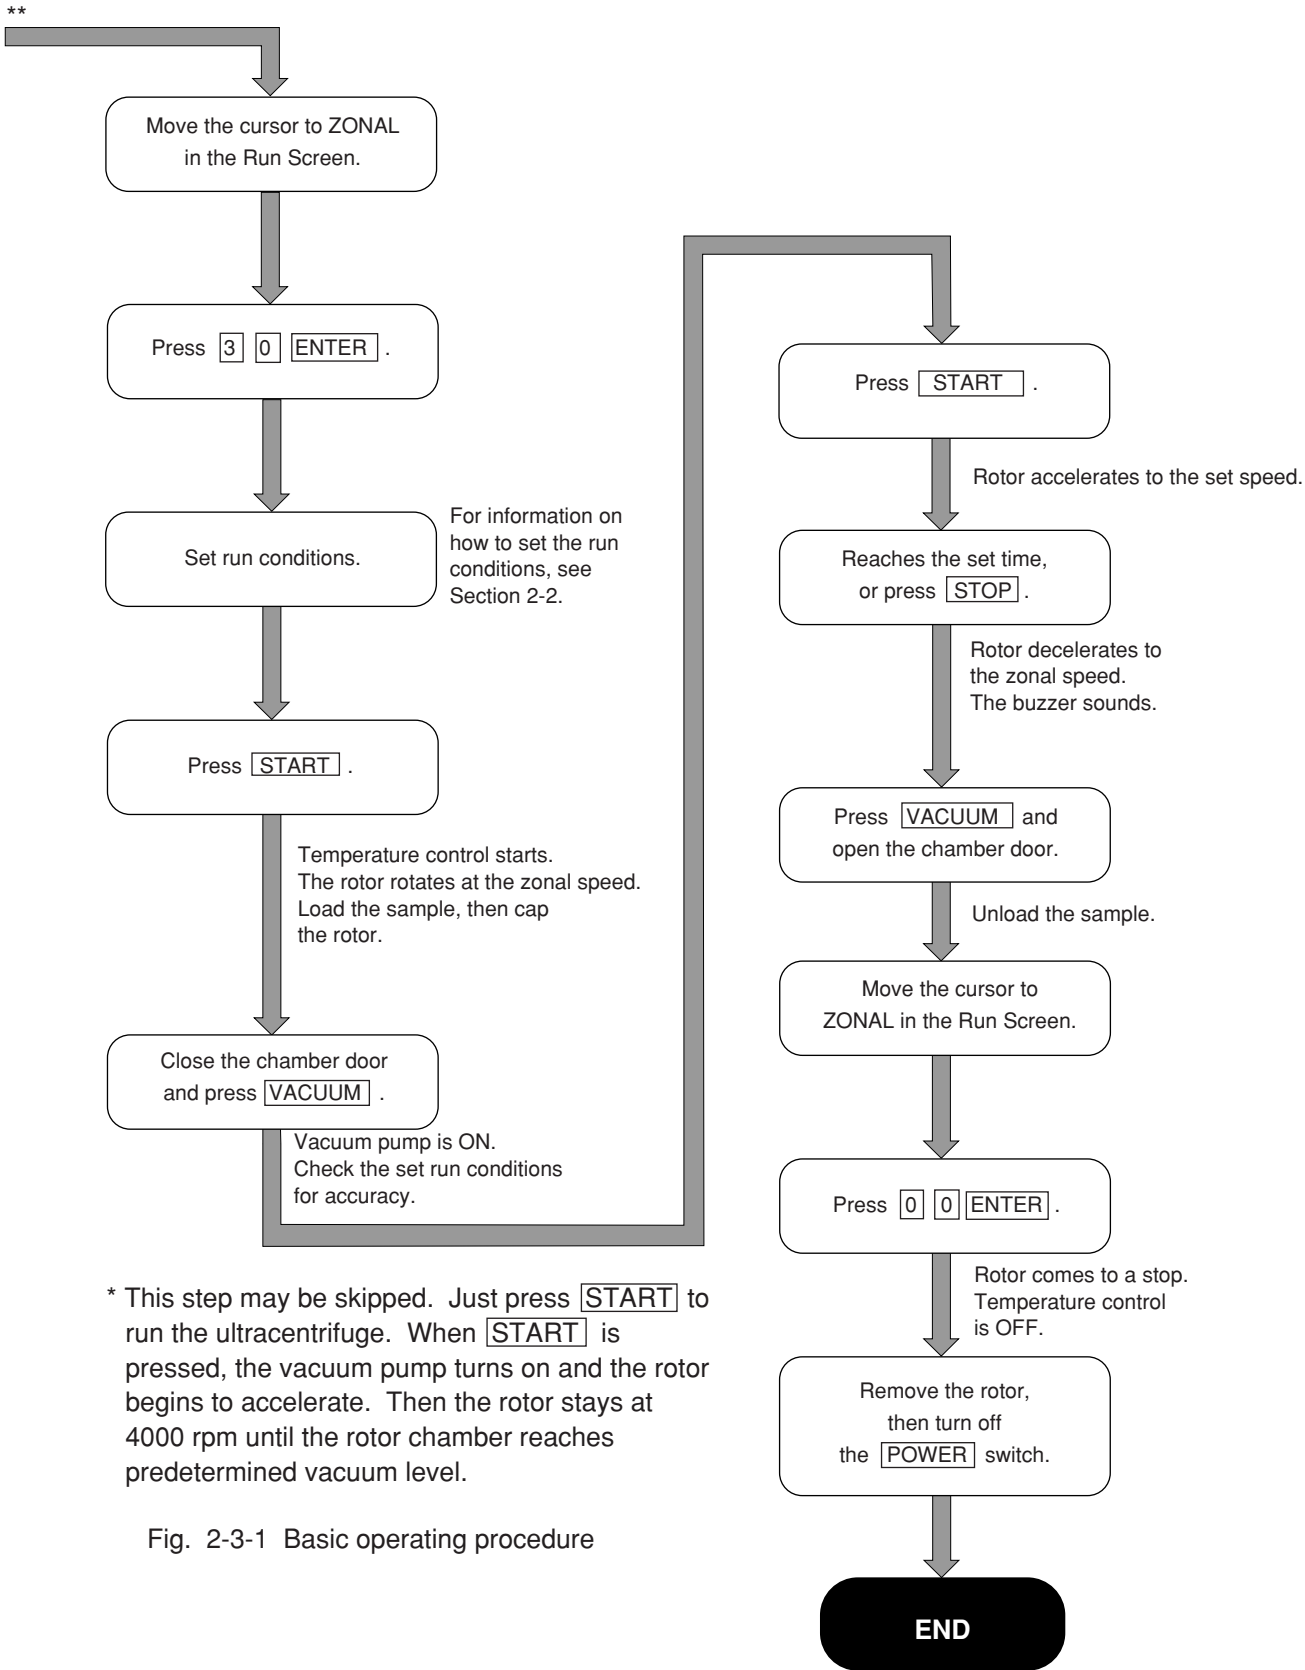 **
Move the cursor to ZONAL
in the Run Screen.
Press 3 0 ENTER .
Set run conditions.
For information on
how to set the run
conditions, see
Section 2-2.
Press START .
Temperature control starts.
The rotor rotates at the zonal speed.
Load the sample, then cap
the rotor.
Close the chamber door
and press VACUUM .
Vacuum pump is ON.
Check the set run conditions
for accuracy.
Press START .
Rotor accelerates to the set speed.
Reaches the set time,
or press STOP .
Rotor decelerates to
the zonal speed.
The buzzer sounds.
Press VACUUM and
open the chamber door.
Unload the sample.
Move the cursor to
ZONAL in the Run Screen.
Press 0 0 ENTER .
Rotor comes to a stop.
Temperature control
is OFF.
Remove the rotor,
then turn off
the POWER switch.
END
* This step may be skipped. Just press START to
run the ultracentrifuge. When START is
pressed, the vacuum pump turns on and the rotor
begins to accelerate. Then the rotor stays at
4000 rpm until the rotor chamber reaches
predetermined vacuum level.
Fig. 2-3-1 Basic operating procedure